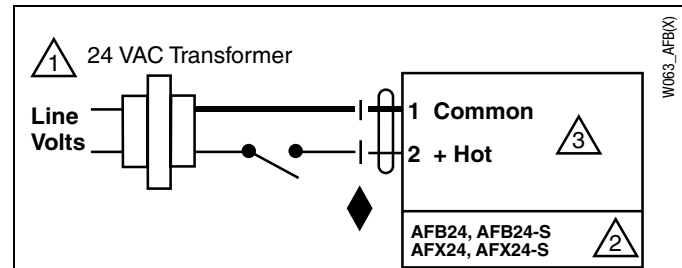 1 24 VAC Transformer
Line
Volts
1 Common
2 + Hot
3
AFB24, AFB24-S
AFX24, AFX24-S
2
W063_AFB(X)